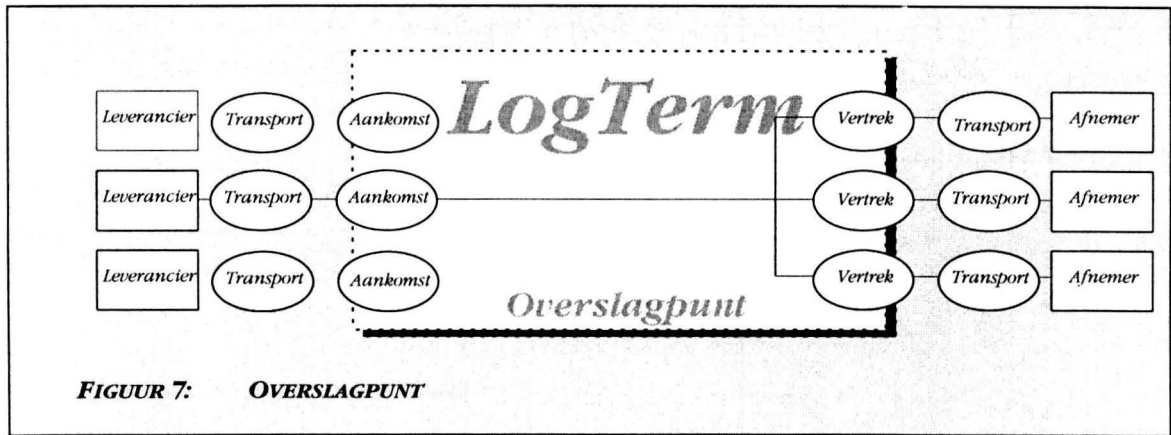 LogTerm
Leverancier Transport Aankomst Vertrek Transport Afnemer
Leverancier Transport Aankomst Vertrek Transport Afnemer
Leverancier Transport Aankomst Vertrek Transport Afnemer
Overslagpunt
FIGUUR 7: OVERSLAGPUNT